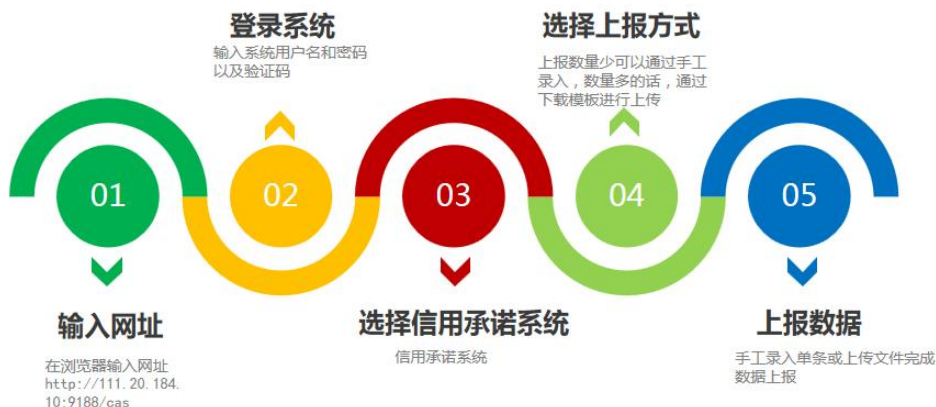 01
输入网址
在浏览器输入网址
http://111.20.184.
10:9188/cas
登录系统
输入系统用户名和密码
以及验证码
02
03
选择信用承诺系统
信用承诺系统
选择上报方式
上报数量少可以通过手工
录入，数量多的话，通过
下载模板进行上传
04
05
上报数据
手工录入单条或上传文件完成
数据上报